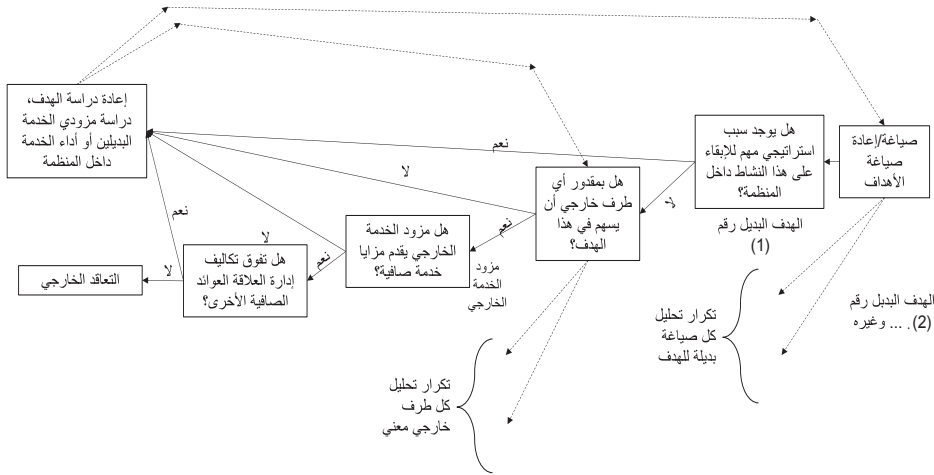 صياغة/إعادة
صياغة
الأهداف
هل يوجد سبب
استراتيجي مهم للإبقاء
على هذا النشاط داخل
المنظمة؟
نعم
لا
الهدف البديل رقم
(1)
الهدف البديل رقم
(2). ... وغيره
تكرار تحليل
كل صياغة
بديلة للهدف
هل بمقدور أي
طرف خارجي أن
يسهم في هذا
الهدف؟
لا
نعم
مزود
الخدمة
الخارجي
تكرار تحليل
كل طرف
خارجي معني
هل مزود الخدمة
الخارجي يقدم مزايا
خدمة صافية؟
لا
نعم
هل تفوق تكاليف
إدارة العلاقة العوائد
الصافية الأخرى؟
نعم
لا
التعاقد الخارجي
إعادة دراسة الهدف،
دراسة مزودي الخدمة
البديلين أو أداء الخدمة
داخل المنظمة